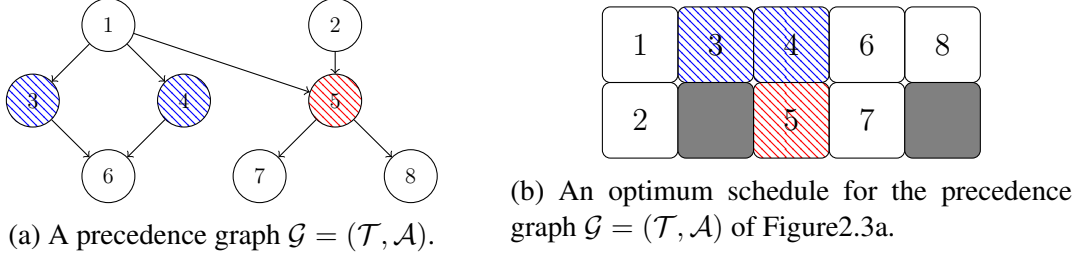 1 2
3 4 5
6 7 8
(a) A precedence graph 𝒢 = (𝒯, 𝒜).
1 3 4 6 8
2 5 7
(b) An optimum schedule for the precedence
graph 𝒢 = (𝒯, 𝒜) of Figure2.3a.